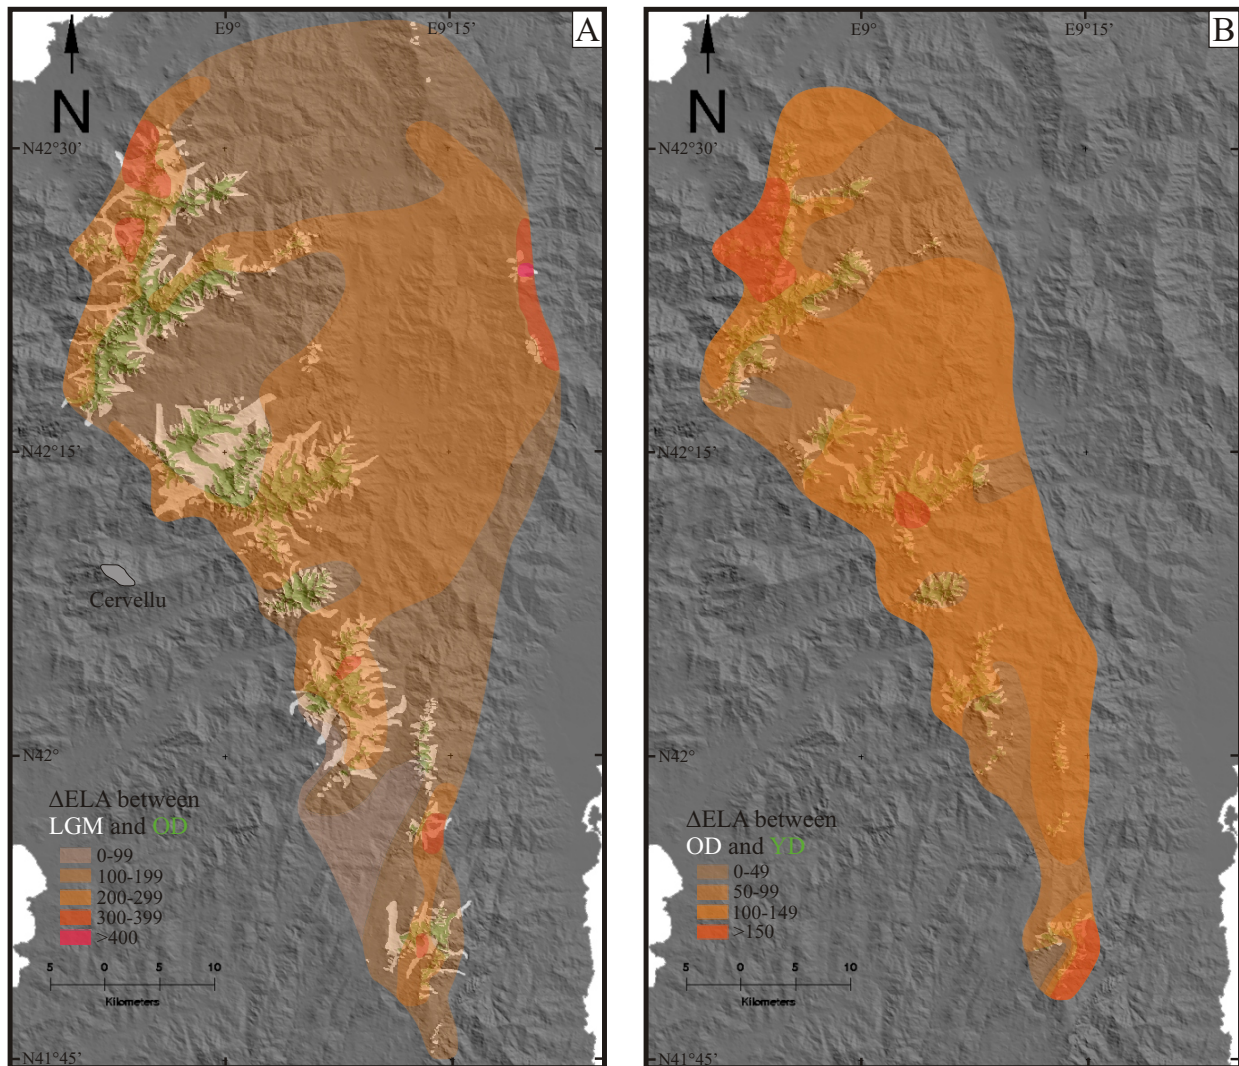 A
E9°
E9°15'
N
N42°30'
N42°15'
Cervellu
N42°
ΔELA between
LGM and OD
0-99
100-199
200-299
300-399
>400
5 0 5 10
Kilometers
N41°45'
B
E9°
E9°15'
N
N42°30'
N42°15'
N42°
ΔELA between
OD and YD
0-49
50-99
100-149
>150
5 0 5 10
Kilometers
N41°45'